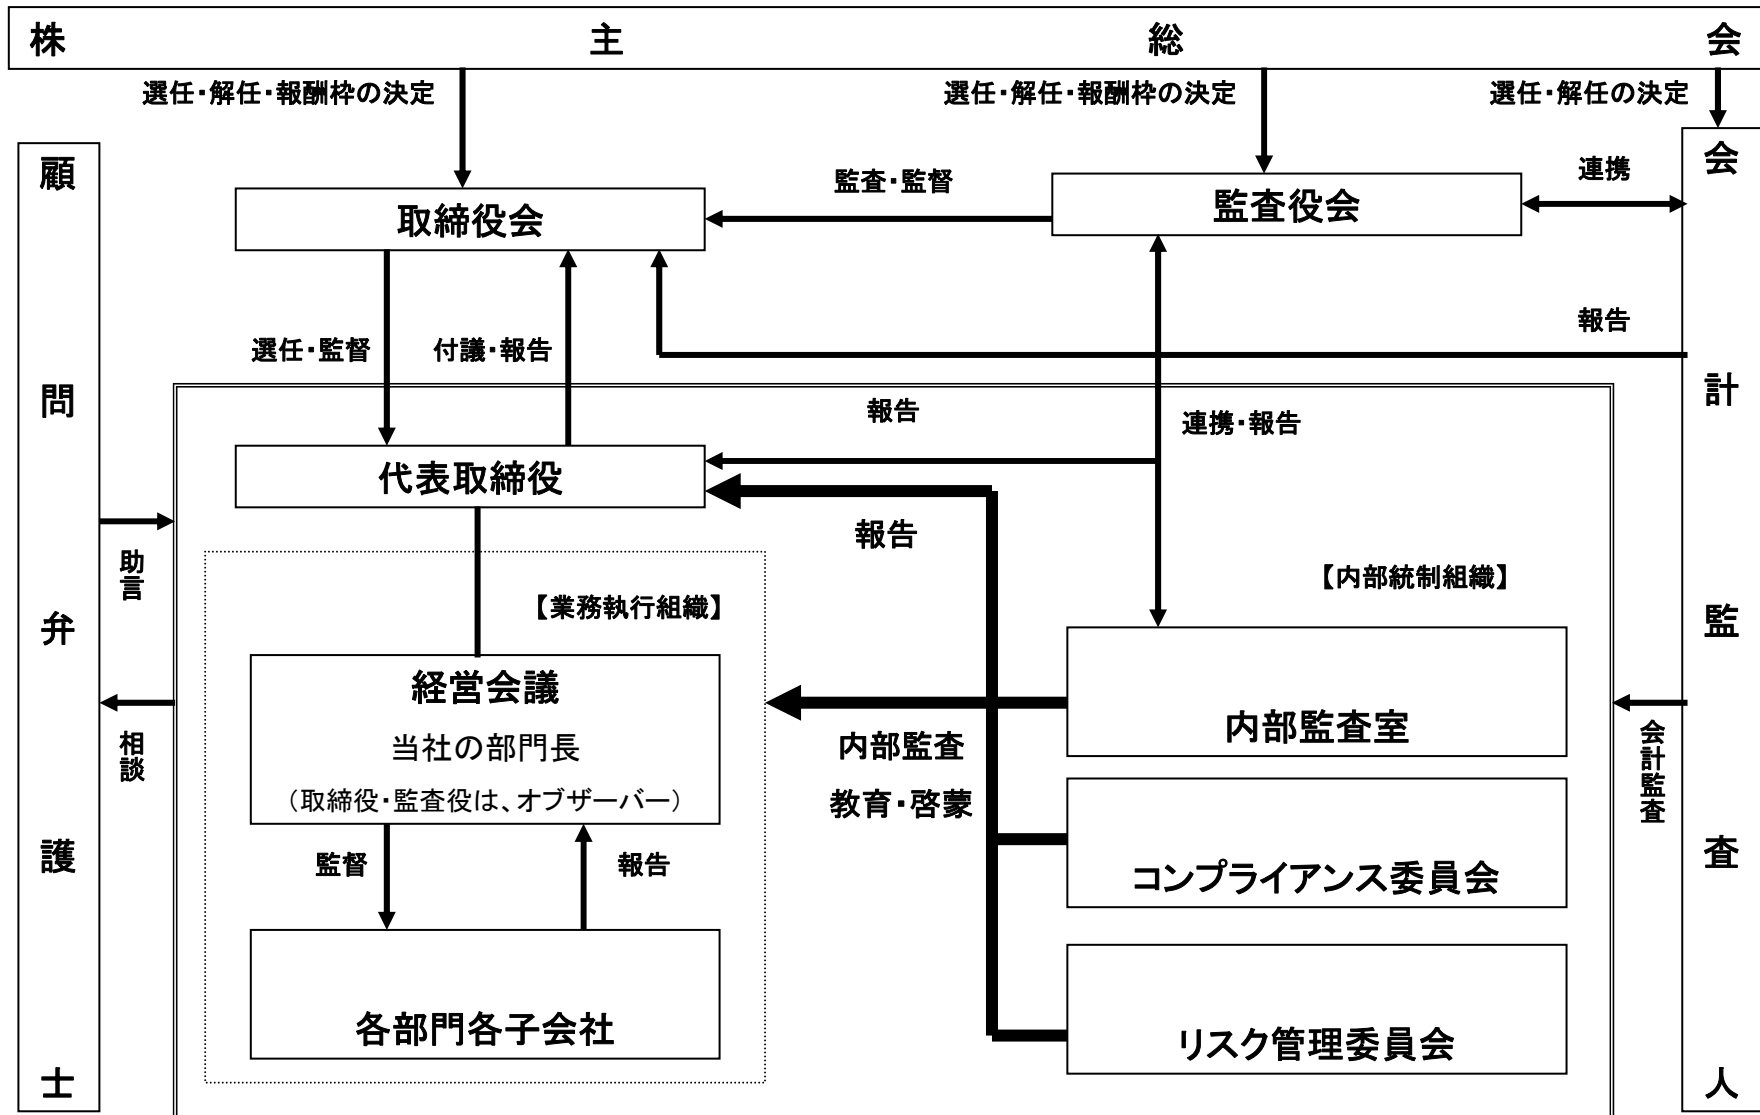 株主総会
選任・解任・報酬枠の決定
選任・解任・報酬枠の決定
選任・解任の決定
顧問弁護士
取締役会
監査・監督
監査役会
連携
会計監査人
報告
選任・監督
付議・報告
報告
連携・報告
代表取締役
報告
助言
【業務執行組織】
【内部統制組織】
経営会議
当社の部門長
（取締役・監査役は、オブザーバー）
相談
内部監査
教育・啓蒙
内部監査室
会計監査
監督
報告
コンプライアンス委員会
各部門各子会社
リスク管理委員会